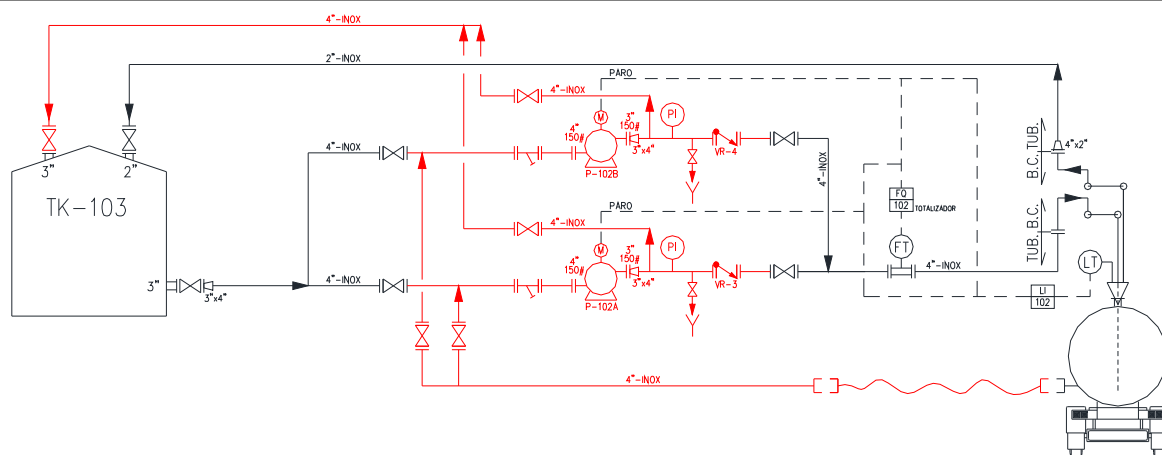 4"-INOX
2"-INOX
PARO
4"-INOX
PI
M
4"
150#
3"
150#
3"x4"
VR-4
P-102B
4"-INOX
3"
2"
TK-103
4"-INOX
B.C. TUB.
4"x2"
FQ
102
TOTALIZADOR
PARO
4"-INOX
TUB. B.C.
PI
FT
M
4"
150#
3"
150#
3"x4"
VR-3
P-102A
4"-INOX
4"-INOX
LT
3"
3"x4"
LI
102
4"-INOX